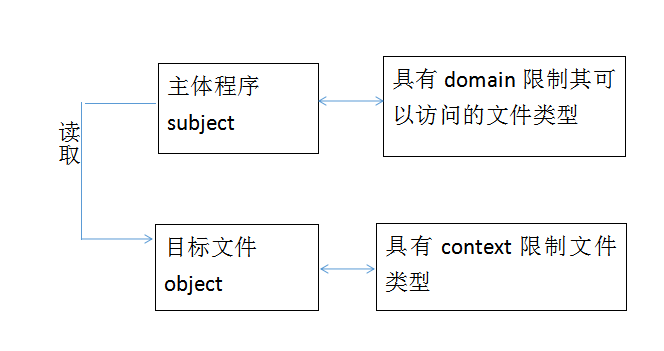 主体程序
subject
具有 domain 限制其可
以访问的文件类型
读取
目标文件
object
具有 context 限制文件
类型